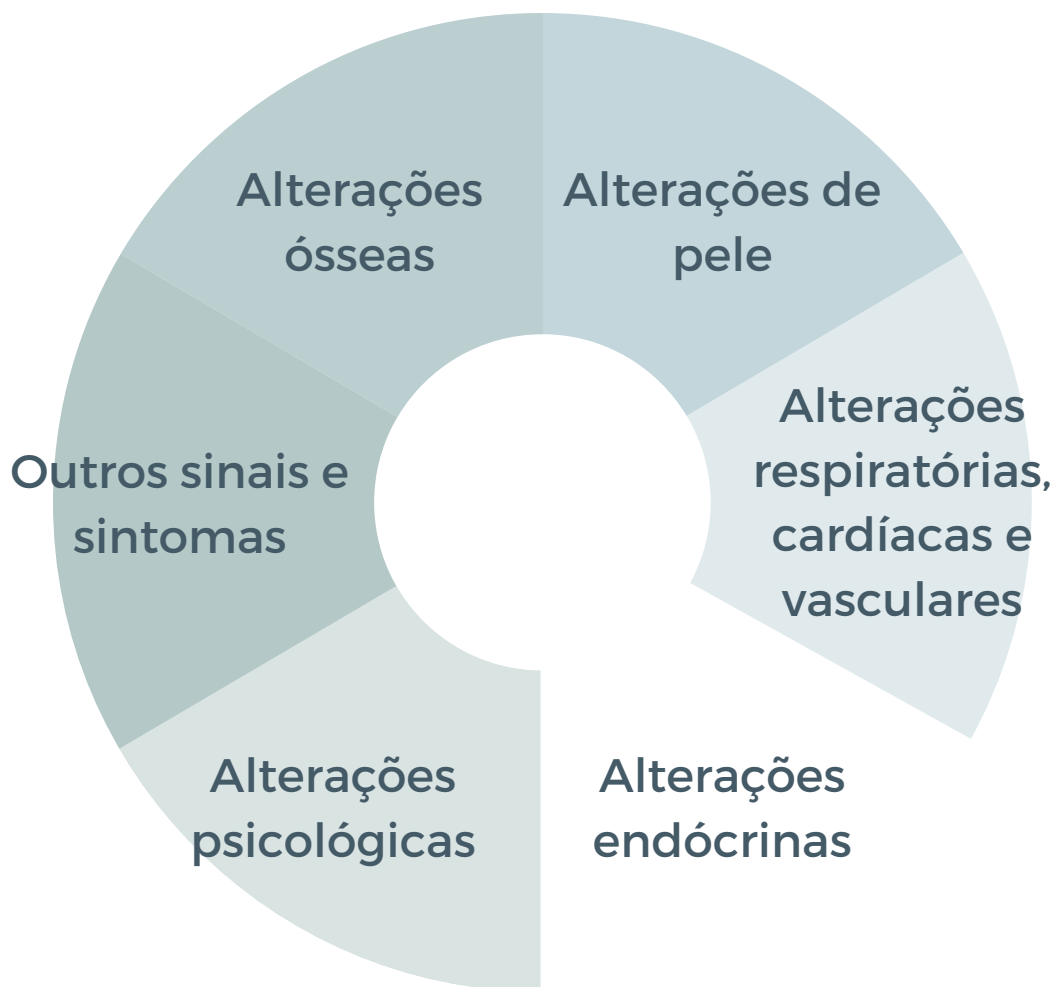 Alterações
ósseas
Alterações de
pele
Alterações
respiratórias,
cardíacas e
vasculares
Outros sinais e
sintomas
Alterações
psicológicas
Alterações
endócrinas